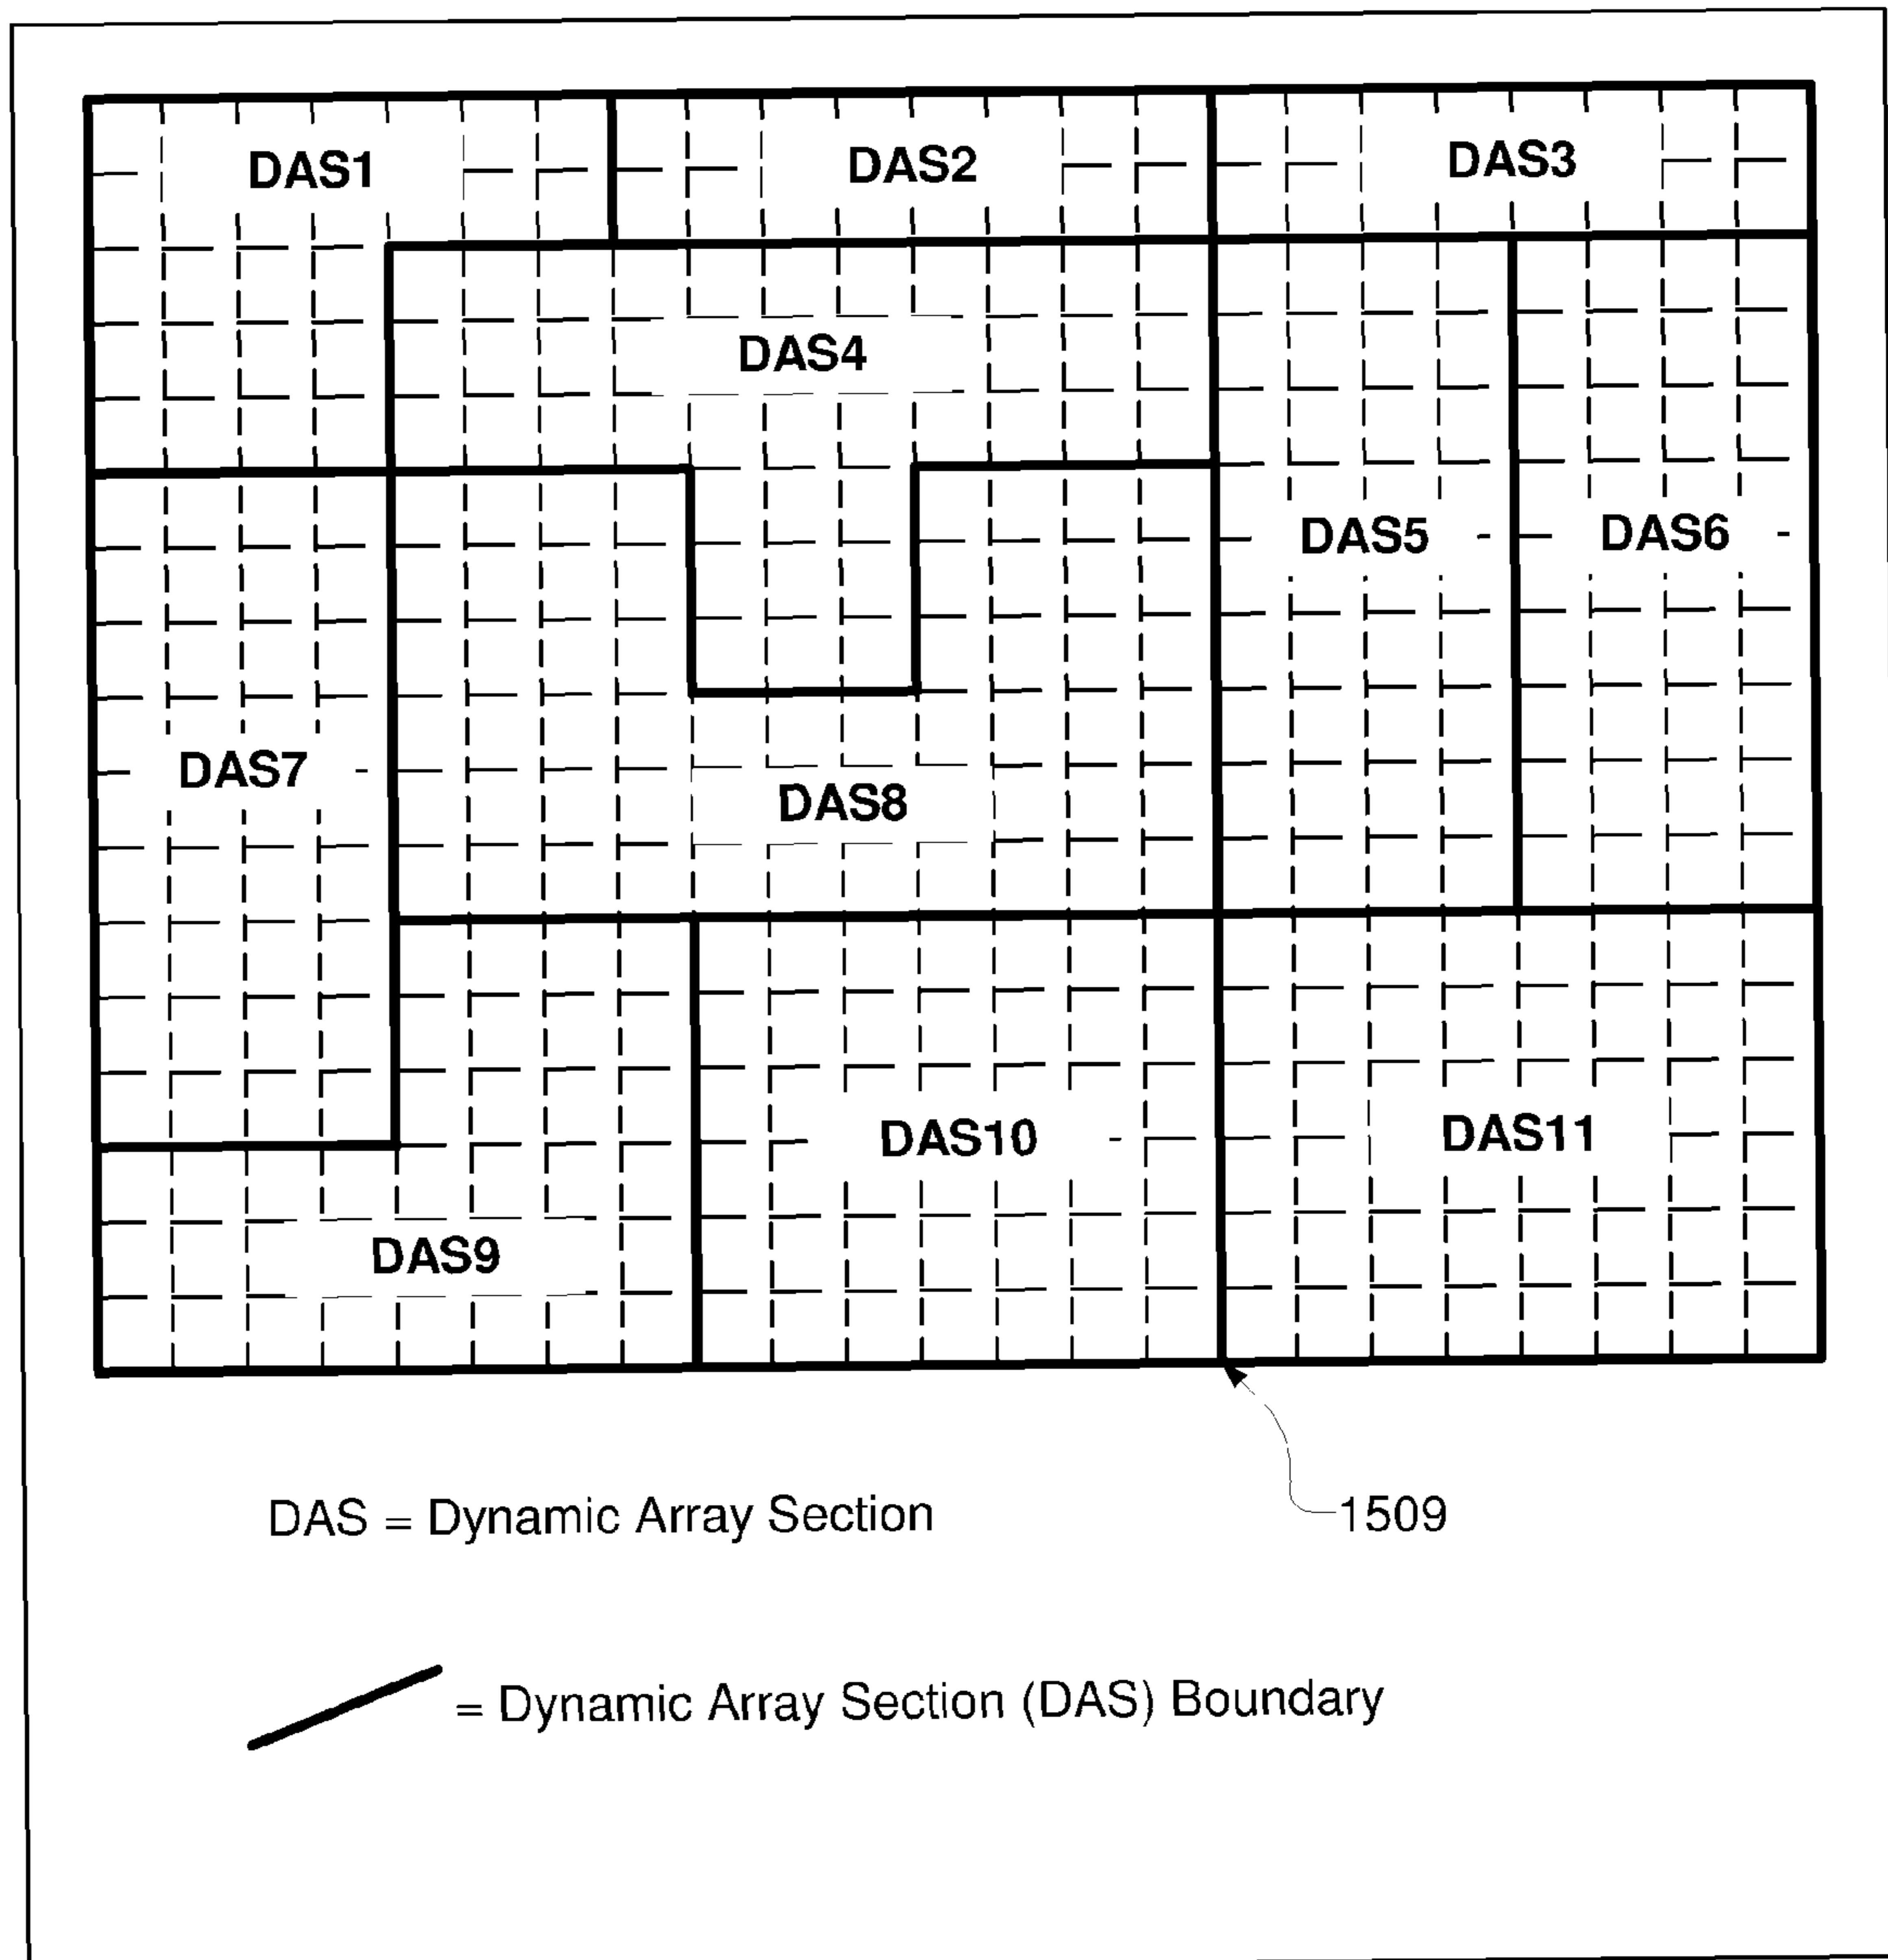 DAS1
DAS2
DAS3
DAS4
DAS5
DAS6
DAS7
DAS8
DAS9
DAS10
DAS11
DAS = Dynamic Array Section
1509
= Dynamic Array Section (DAS) Boundary